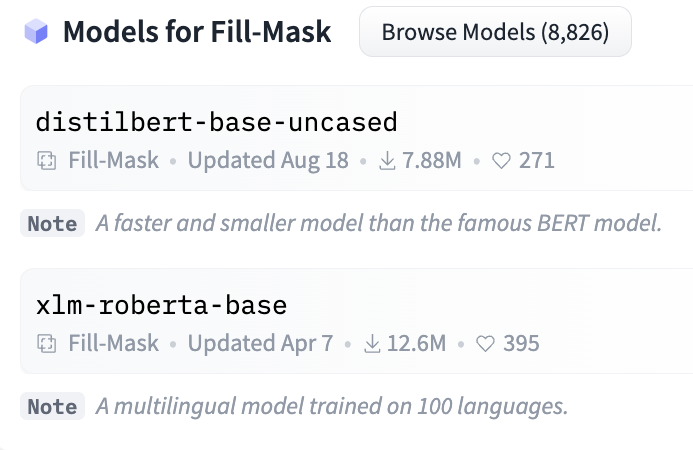 Models for Fill-Mask Browse Models (8,826)
distilbert-base-uncased
Fill-Mask • Updated Aug 18 • 7.88M • 271
Note A faster and smaller model than the famous BERT model.
xlm-roberta-base
Fill-Mask • Updated Apr 7 • 12.6M • 395
Note A multilingual model trained on 100 languages.